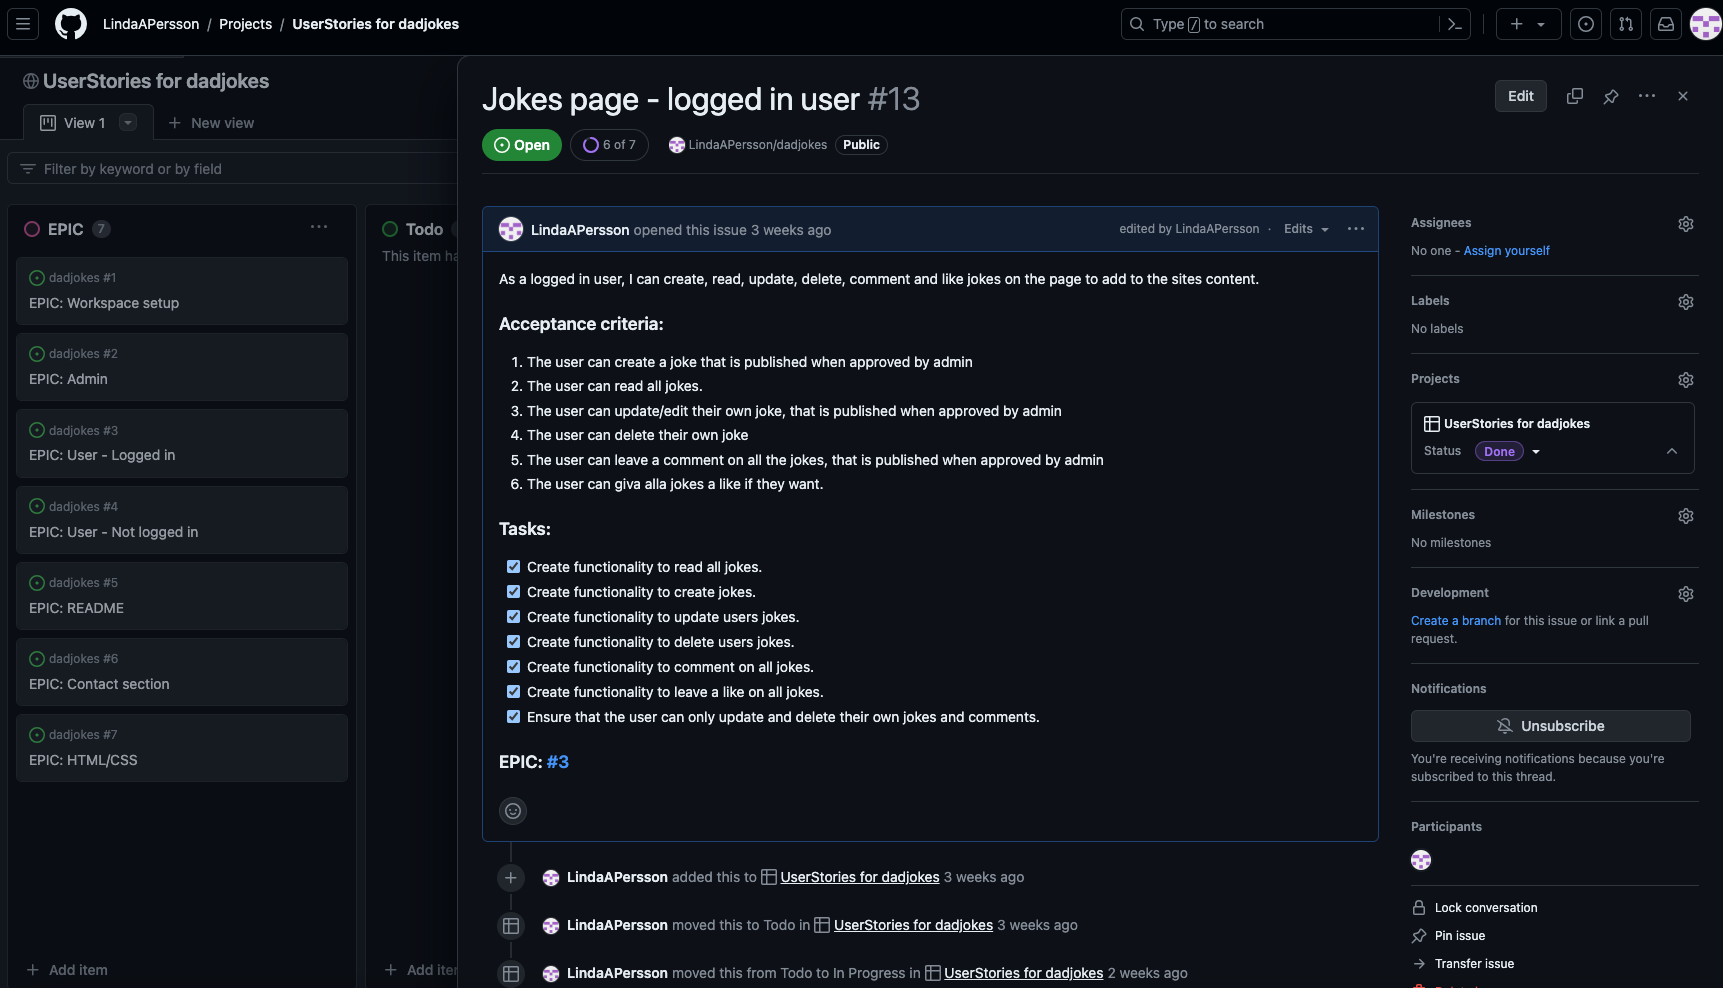 LindaAPersson / Projects / UserStories for dadjokes
Type / to search
UserStories for dadjokes
View 1
New view
Filter by keyword or by field
EPIC 7
dadjokes #1
EPIC: Workspace setup
dadjokes #2
EPIC: Admin
dadjokes #3
EPIC: User - Logged in
dadjokes #4
EPIC: User - Not logged in
dadjokes #5
EPIC: README
dadjokes #6
EPIC: Contact section
dadjokes #7
EPIC: HTML/CSS
Add item
Todo
This item ha
Add iter
Jokes page - logged in user #13
Edit
Open
6 of 7
LindaAPersson/dadjokes
Public
LindaAPersson opened this issue 3 weeks ago
edited by LindaAPersson · Edits
As a logged in user, I can create, read, update, delete, comment and like jokes on the page to add to the sites content.
Acceptance criteria:
1. The user can create a joke that is published when approved by admin
2. The user can read all jokes.
3. The user can update/edit their own joke, that is published when approved by admin
4. The user can delete their own joke
5. The user can leave a comment on all the jokes, that is published when approved by admin
6. The user can giva alla jokes a like if they want.
Tasks:
Create functionality to read all jokes.
Create functionality to create jokes.
Create functionality to update users jokes.
Create functionality to delete users jokes.
Create functionality to comment on all jokes.
Create functionality to leave a like on all jokes.
Ensure that the user can only update and delete their own jokes and comments.
EPIC: #3
LindaAPersson added this to UserStories for dadjokes 3 weeks ago
LindaAPersson moved this to Todo in UserStories for dadjokes 3 weeks ago
LindaAPersson moved this from Todo to In Progress in UserStories for dadjokes 2 weeks ago
Assignees
No one - Assign yourself
Labels
No labels
Projects
UserStories for dadjokes
Status Done
Milestones
No milestones
Development
Create a branch for this issue or link a pull
request.
Notifications
Unsubscribe
You're receiving notifications because you're
subscribed to this thread.
Participants
Lock conversation
Pin issue
Transfer issue